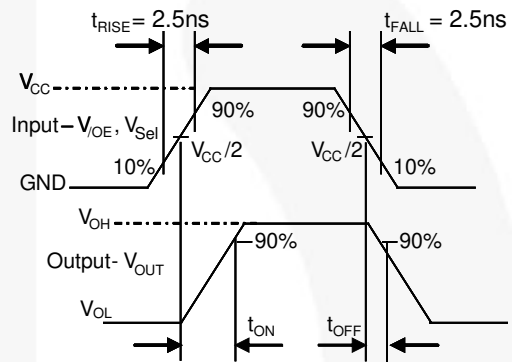 tRISE = 2.5ns
tFALL = 2.5ns
VCC
90%
90%
Input– V/OE, VSel
VCC/2
VCC/2
10%
10%
GND
VOH
90%
90%
Output- VOUT
VOL
tON
tOFF